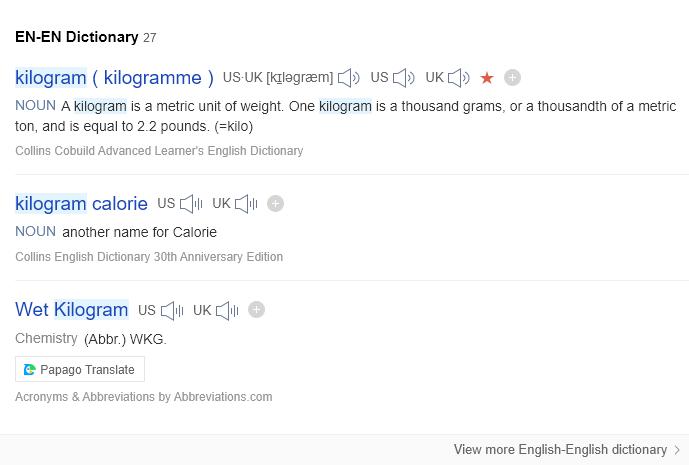 EN-EN Dictionary 27
kilogram ( kilogramme ) US·UK [kɪləgræm] US UK
NOUN A kilogram is a metric unit of weight. One kilogram is a thousand grams, or a thousandth of a metric
ton, and is equal to 2.2 pounds. (=kilo)
Collins Cobuild Advanced Learner's English Dictionary
kilogram calorie US UK
NOUN another name for Calorie
Collins English Dictionary 30th Anniversary Edition
Wet Kilogram US UK
Chemistry (Abbr.) WKG.
Papago Translate
Acronyms & Abbreviations by Abbreviations.com
View more English-English dictionary